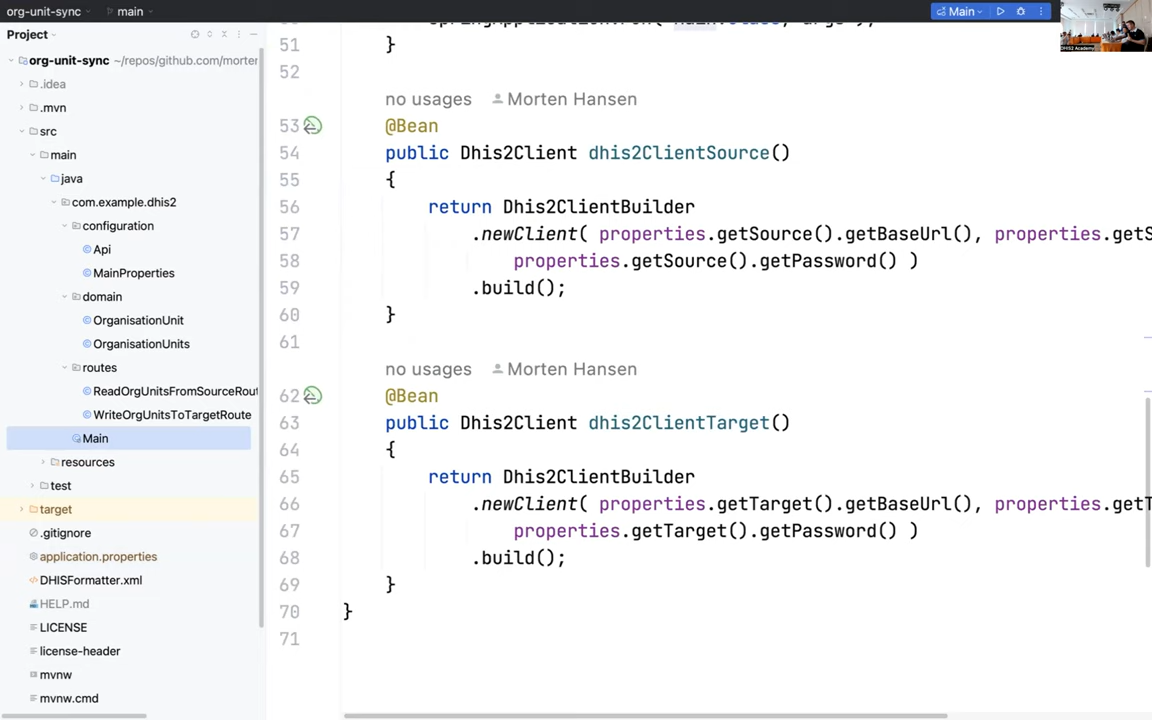 org-unit-sync main
Main
Project
org-unit-sync ~/repos/github.com/morter
.idea
.mvn
src
main
java
com.example.dhis2
configuration
Api
MainProperties
domain
OrganisationUnit
OrganisationUnits
routes
ReadOrgUnitsFromSourceRou
WriteOrgUnitsToTargetRoute
Main
resources
test
target
.gitignore
application.properties
DHISFormatter.xml
HELP.md
LICENSE
license-header
mvnw
mvnw.cmd
51 }
52
no usages Morten Hansen
53 @Bean
54 public Dhis2Client dhis2ClientSource()
55 {
56 return Dhis2ClientBuilder
57 .newClient( properties.getSource().getBaseUrl(), properties.getS
58 properties.getSource().getPassword() )
59 .build();
60 }
61
no usages Morten Hansen
62 @Bean
63 public Dhis2Client dhis2ClientTarget()
64 {
65 return Dhis2ClientBuilder
66 .newClient( properties.getTarget().getBaseUrl(), properties.getT
67 properties.getTarget().getPassword() )
68 .build();
69 }
70 }
71
DHIS2 Academy